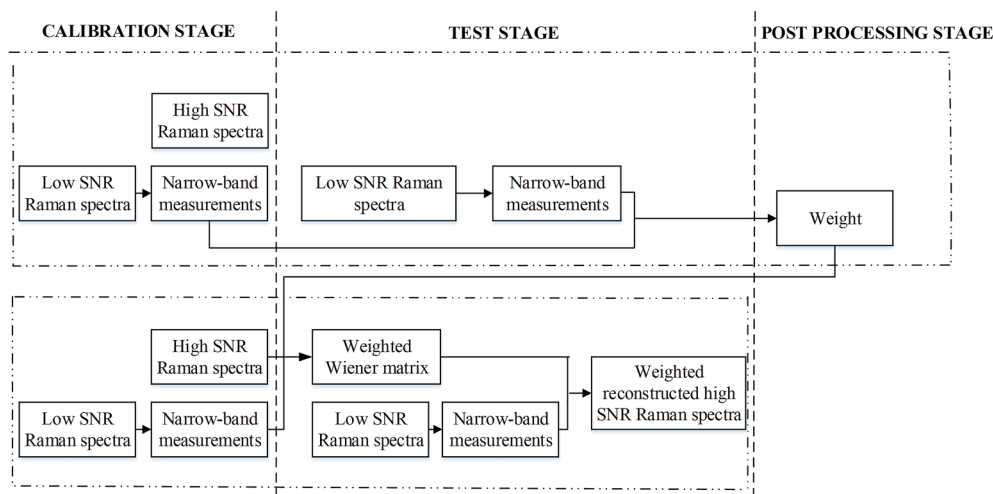 CALIBRATION STAGE
TEST STAGE
POST PROCESSING STAGE
High SNR
Raman spectra
Low SNR
Raman spectra
Narrow-band
measurements
Low SNR Raman
spectra
Narrow-band
measurements
Weight
High SNR
Raman spectra
Weighted
Wiener matrix
Weighted
reconstructed high
SNR Raman spectra
Low SNR
Raman spectra
Narrow-band
measurements
Low SNR
Raman spectra
Narrow-band
measurements